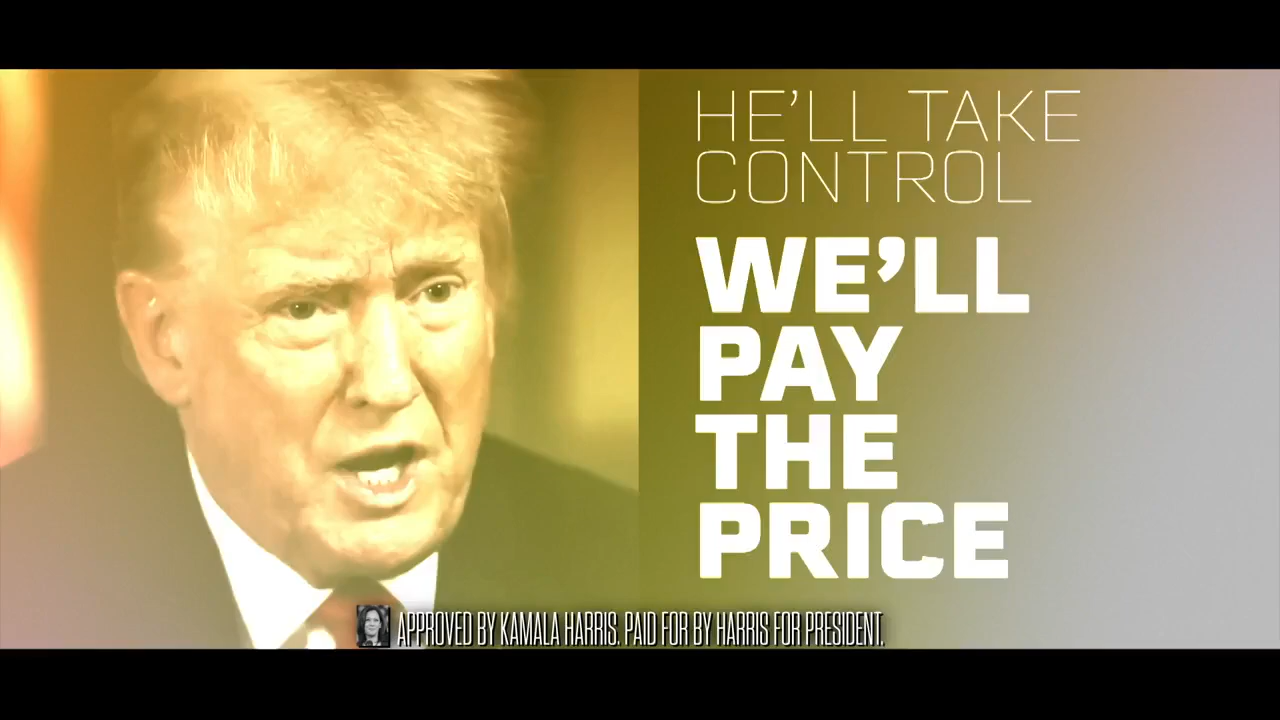 HE'LL TAKE
CONTROL
WE'LL
PAY
THE
PRICE
APPROVED BY KAMALA HARRIS. PAID FOR BY HARRIS FOR PRESIDENT.